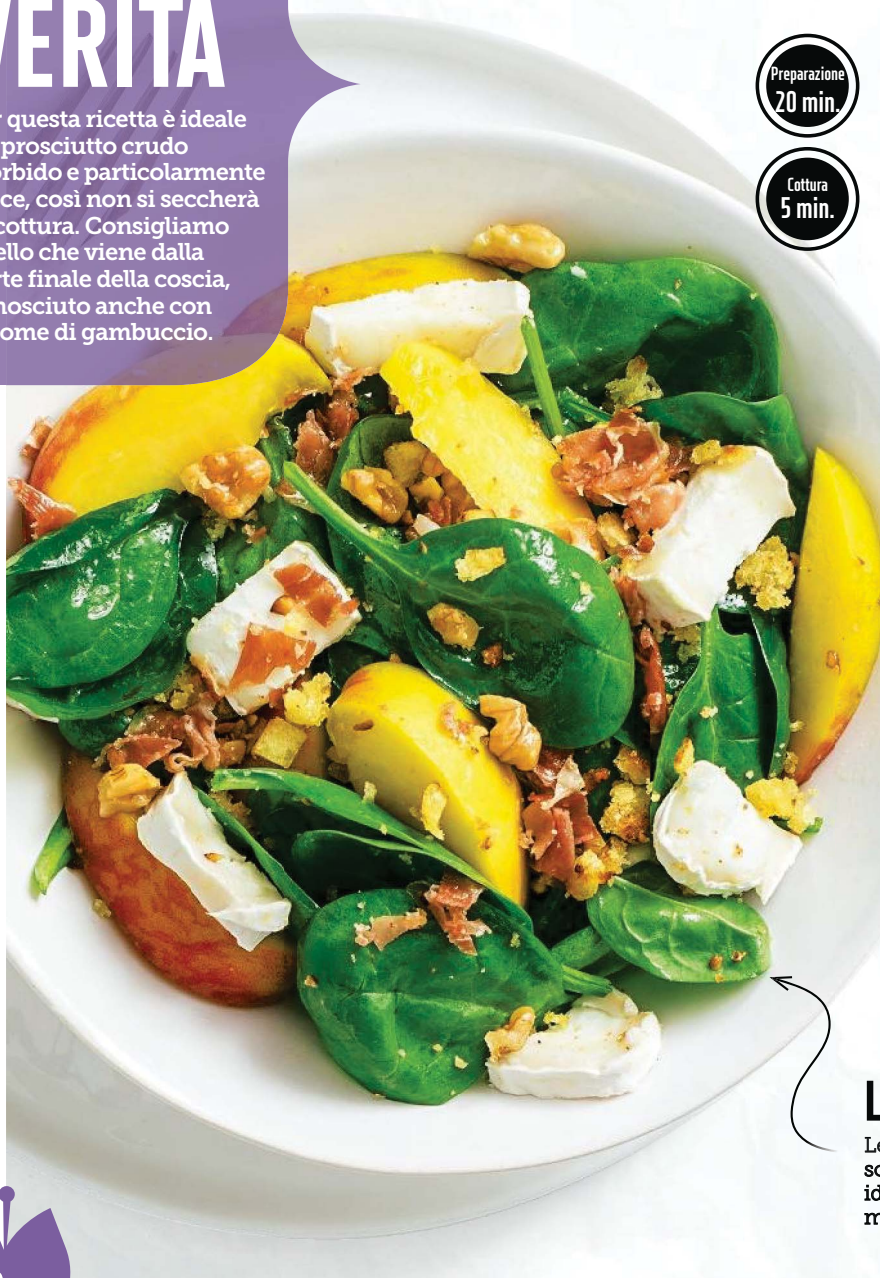 VERITÀ
r questa ricetta è ideale
prosciutto crudo
orbido e particolarmente
ce, così non si seccherà
cottura. Consigliamo
ello che viene dalla
rte finale della coscia,
nosciuto anche con
ome di gambuccio.
Preparazione
20 min.
Cottura
5 min.
L
Le
so
id
m